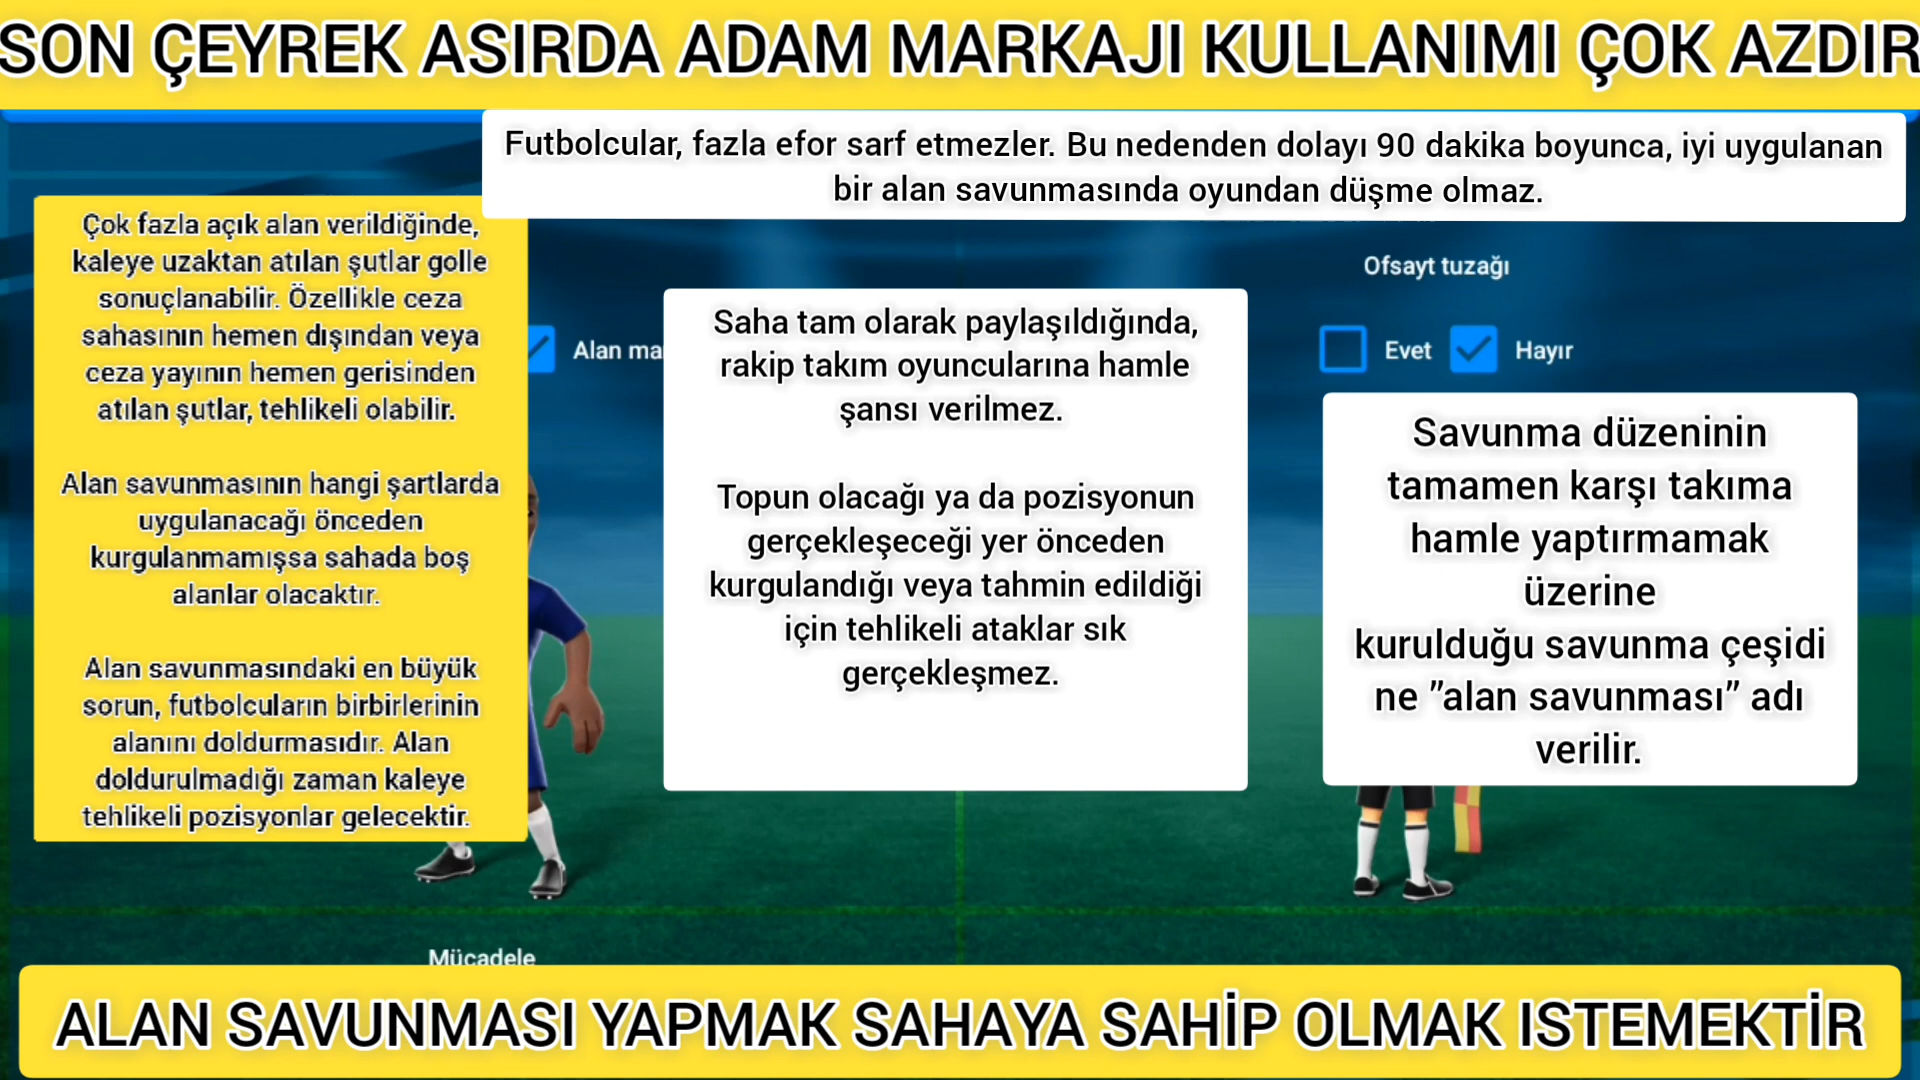 SON ÇEYREK ASIRDA ADAM MARKAJI KULLANIMI ÇOK AZDIR
Futbolcular, fazla efor sarf etmezler. Bu nedenden dolayı 90 dakika boyunca, iyi uygulanan
bir alan savunmasında oyundan düşme olmaz.
Çok fazla açık alan verildiğinde,
kaleye uzaktan atılan şutlar golle
sonuçlanabilir. Özellikle ceza
sahasının hemen dışından veya
ceza yayının hemen gerisinden
atılan şutlar, tehlikeli olabilir.
Alan savunmasının hangi şartlarda
uygulanacağı önceden
kurgulanmamışsa sahada boş
alanlar olacaktır.
Alan savunmasındaki en büyük
sorun, futbolcuların birbirlerinin
alanını doldurmasıdır. Alan
doldurulmadığı zaman kaleye
tehlikeli pozisyonlar gelecektir.
Alan ma
Saha tam olarak paylaşıldığında,
rakip takım oyuncularına hamle
şansı verilmez.
Topun olacağı ya da pozisyonun
gerçekleşeceği yer önceden
kurgulandığı veya tahmin edildiği
için tehlikeli ataklar sık
gerçekleşmez.
Ofsayt tuzağı
Evet Hayır
Savunma düzeninin
tamamen karşı takıma
hamle yaptırmamak
üzerine
kurulduğu savunma çeşidi
ne ”alan savunması” adı
verilir.
Mücadele
ALAN SAVUNMASI YAPMAK SAHAYA SAHİP OLMAK ISTEMEKTİR